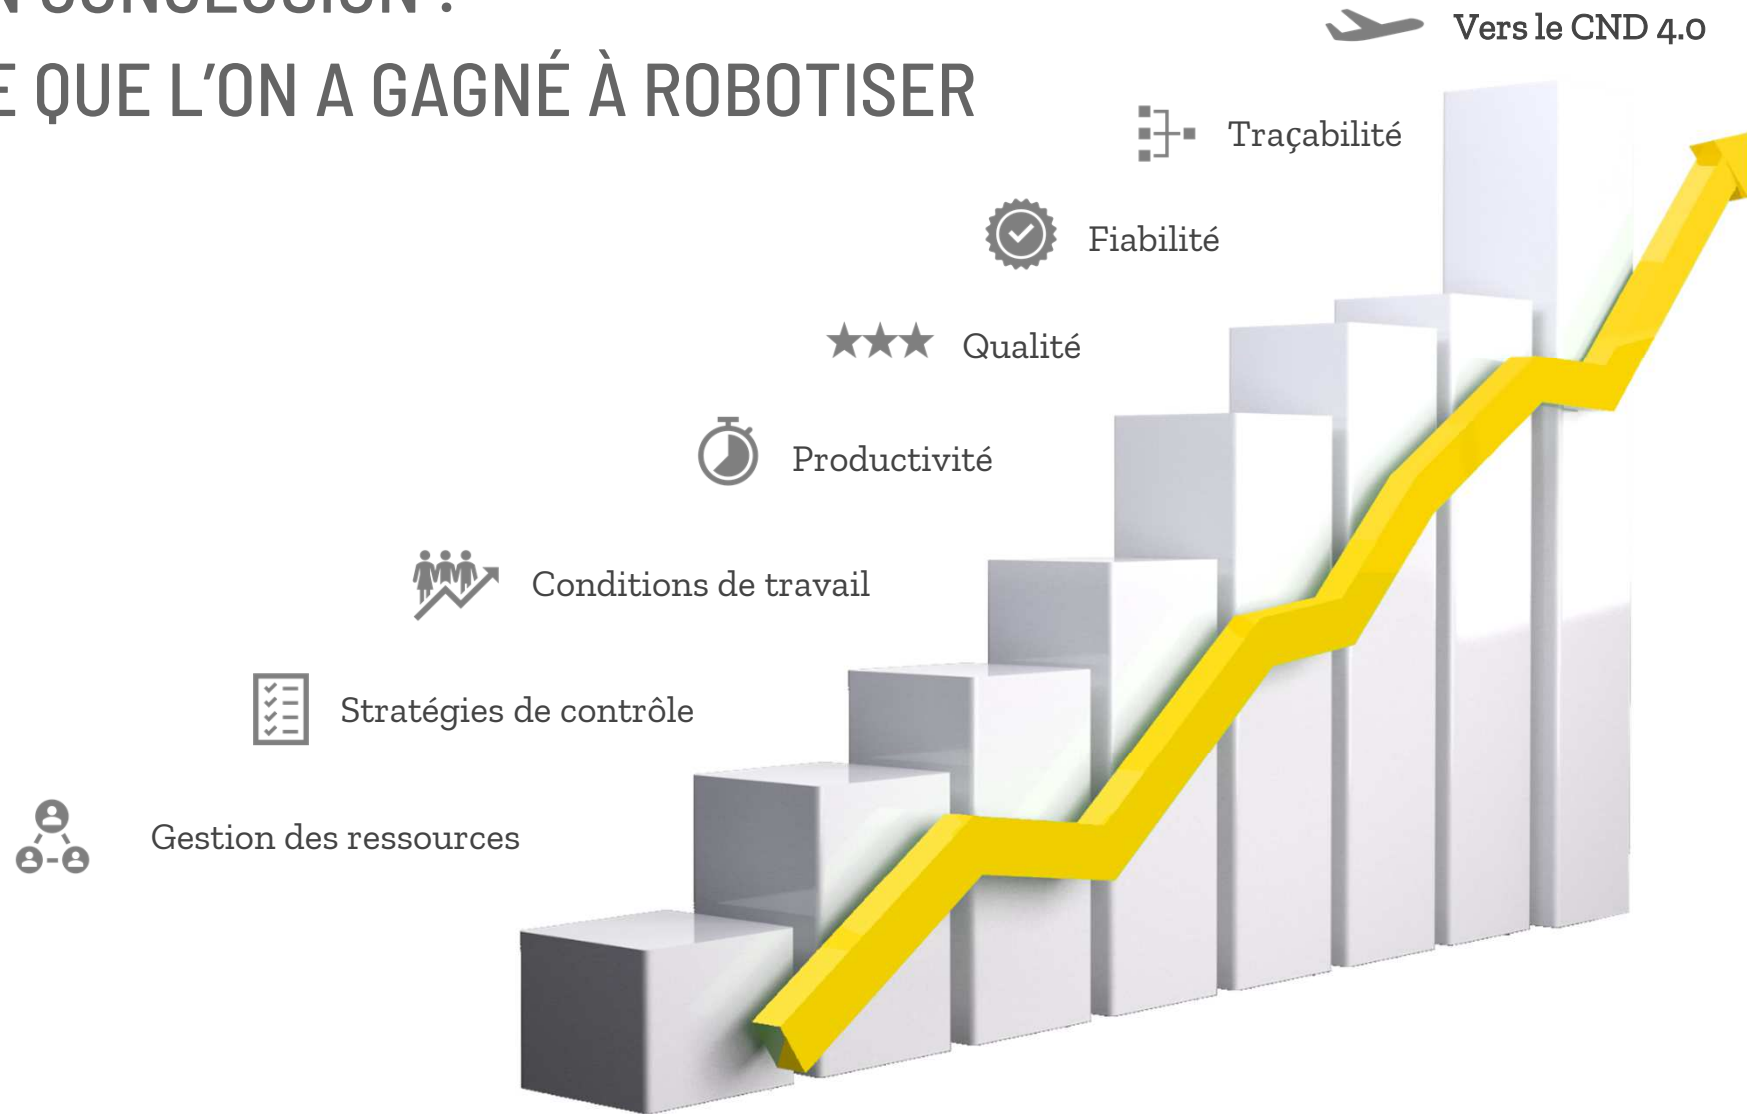 N CONCLUSION :
E QUE L'ON A GAGNÉ À ROBOTISER
Vers le CND 4.0
Traçabilité
Fiabilité
Qualité
Productivité
Conditions de travail
Stratégies de contrôle
Gestion des ressources